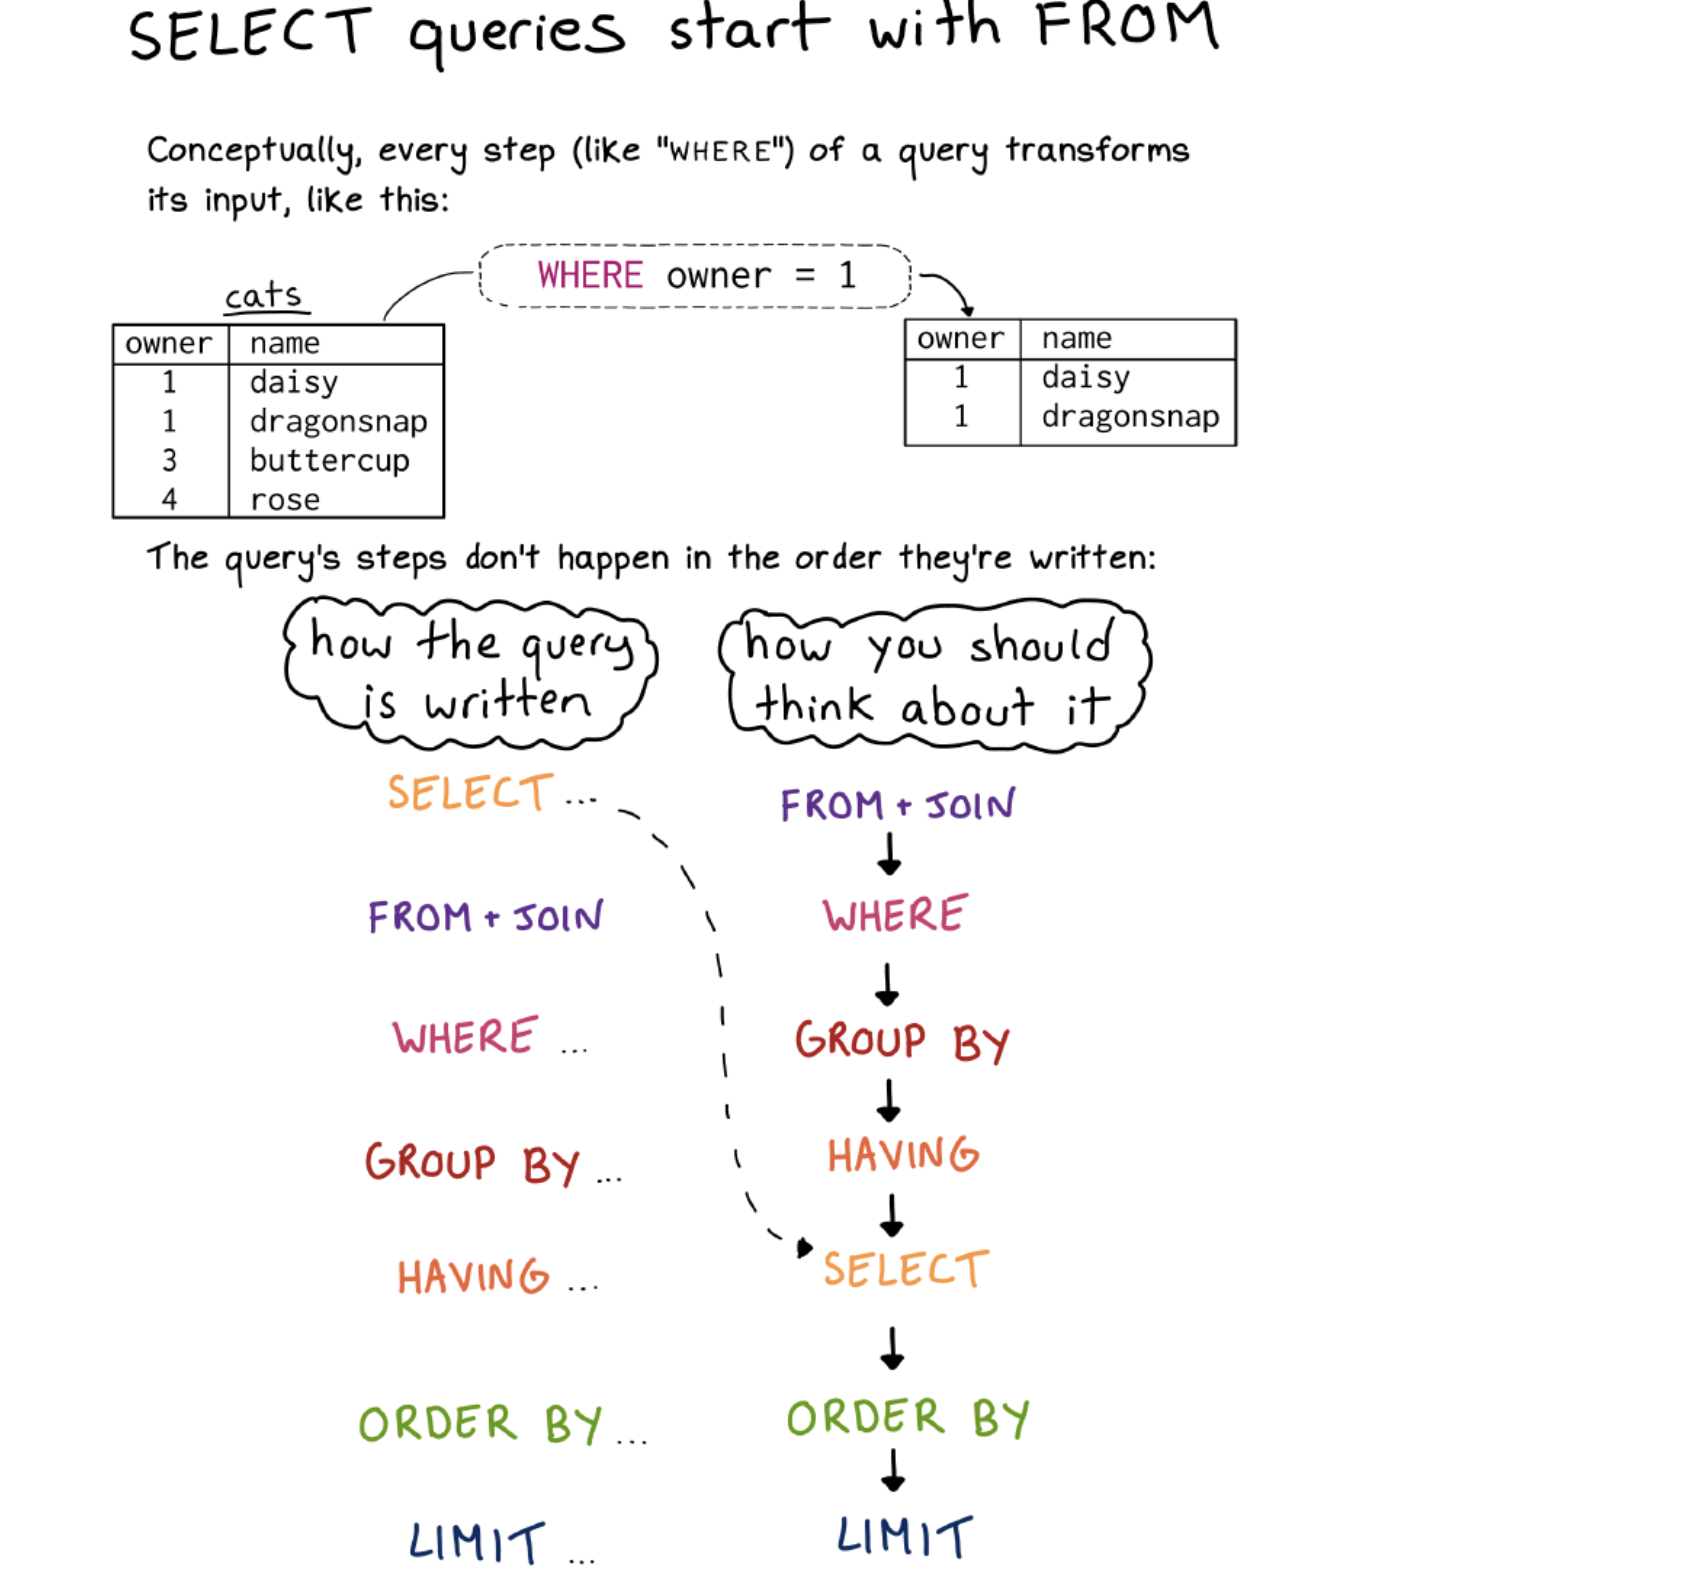 SELECT queries start with FROM
Conceptually, every step (like "WHERE") of a query transforms
its input, like this:
WHERE owner = 1
cats
owner name
1 daisy
1 dragonsnap
3 buttercup
4 rose
owner name
1 daisy
1 dragonsnap
The query's steps don't happen in the order they're written:
how the query
is written
SELECT ...
FROM + JOIN
WHERE ...
GROUP BY ...
HAVING ...
ORDER BY ...
LIMIT ...
how you should
think about it
FROM + JOIN
WHERE
GROUP BY
HAVING
SELECT
ORDER BY
LIMIT